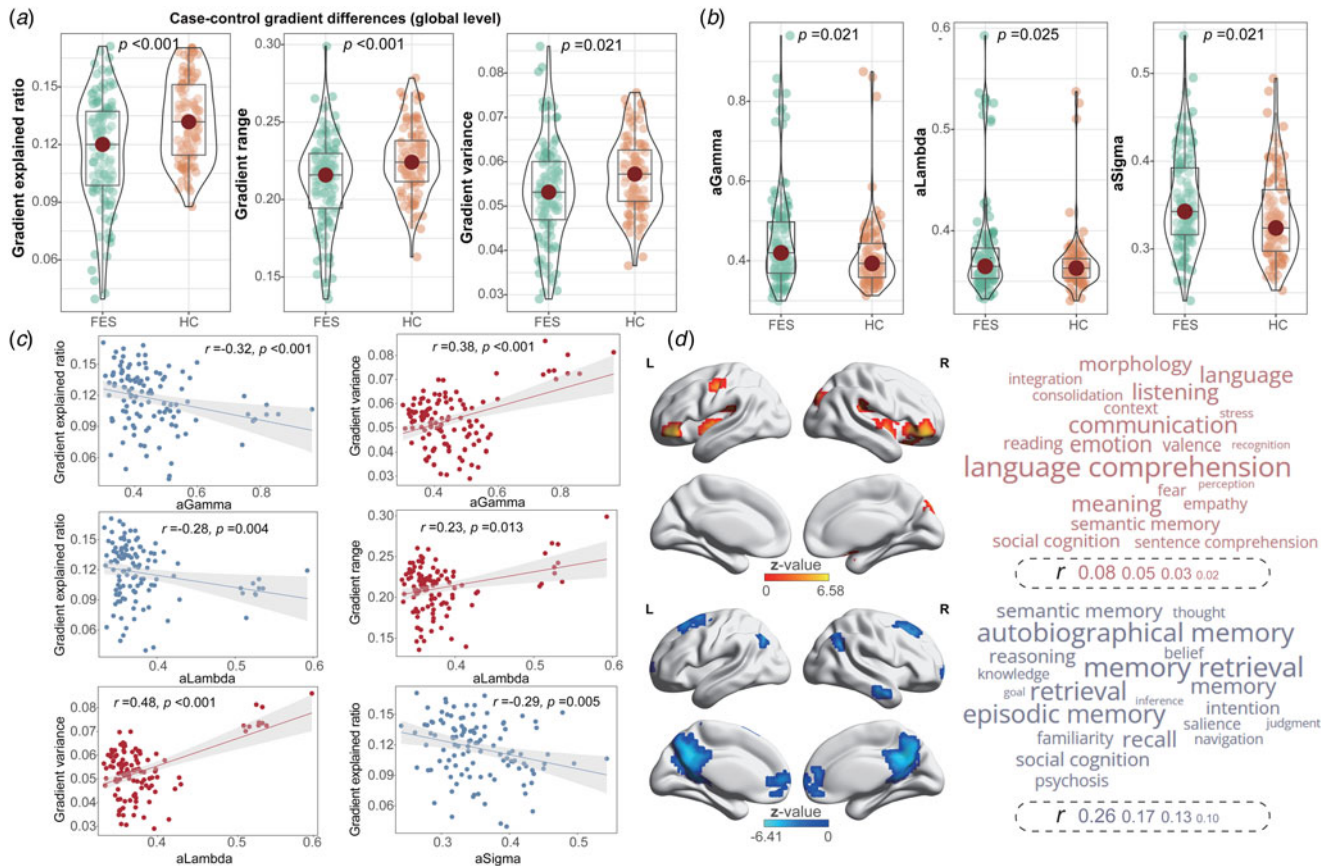 (a)
Case-control gradient differences (global level)
p <0.001
Gradient explained ratio
0.15
0.12
0.09
0.06
FES
HC
p <0.001
Gradient range
0.30
0.25
0.20
0.15
FES
HC
p =0.021
Gradient variance
0.08
0.07
0.06
0.05
0.04
0.03
FES
HC
(b)
p =0.021
aGamma
0.8
0.6
0.4
FES
HC
p =0.025
aLambda
0.6
0.5
0.4
FES
HC
p =0.021
aSigma
0.5
0.4
0.3
FES
HC
(c)
r =-0.32, p <0.001
Gradient explained ratio
0.15
0.12
0.09
0.06
0.4
0.6
0.8
aGamma
r =0.38, p <0.001
Gradient variance
0.08
0.07
0.06
0.05
0.04
0.03
0.4
0.6
0.8
aGamma
r =-0.28, p =0.004
Gradient explained ratio
0.15
0.12
0.09
0.06
0.4
0.5
0.6
aLambda
r =0.23, p =0.013
Gradient range
0.30
0.25
0.20
0.15
0.4
0.5
0.6
aLambda
r =0.48, p <0.001
Gradient variance
0.08
0.07
0.06
0.05
0.04
0.03
0.4
0.5
0.6
aLambda
r =-0.29, p =0.005
Gradient explained ratio
0.15
0.12
0.09
0.06
0.3
0.4
0.5
aSigma
(d)
L
R
z-value
0
6.58
morphology
integration
language
consolidation
listening
context
stress
communication
reading
emotion
valence
recognition
language comprehension
perception
fear
meaning
empathy
semantic memory
social cognition
sentence comprehension
r 0.08 0.05 0.03 0.02
L
R
z-value
-6.41
0
semantic memory
thought
autobiographical memory
belief
reasoning
knowledge
memory retrieval
goal
retrieval
inference
memory
intention
episodic memory
salience
judgment
familiarity
recall
navigation
social cognition
psychosis
r 0.26 0.17 0.13 0.10